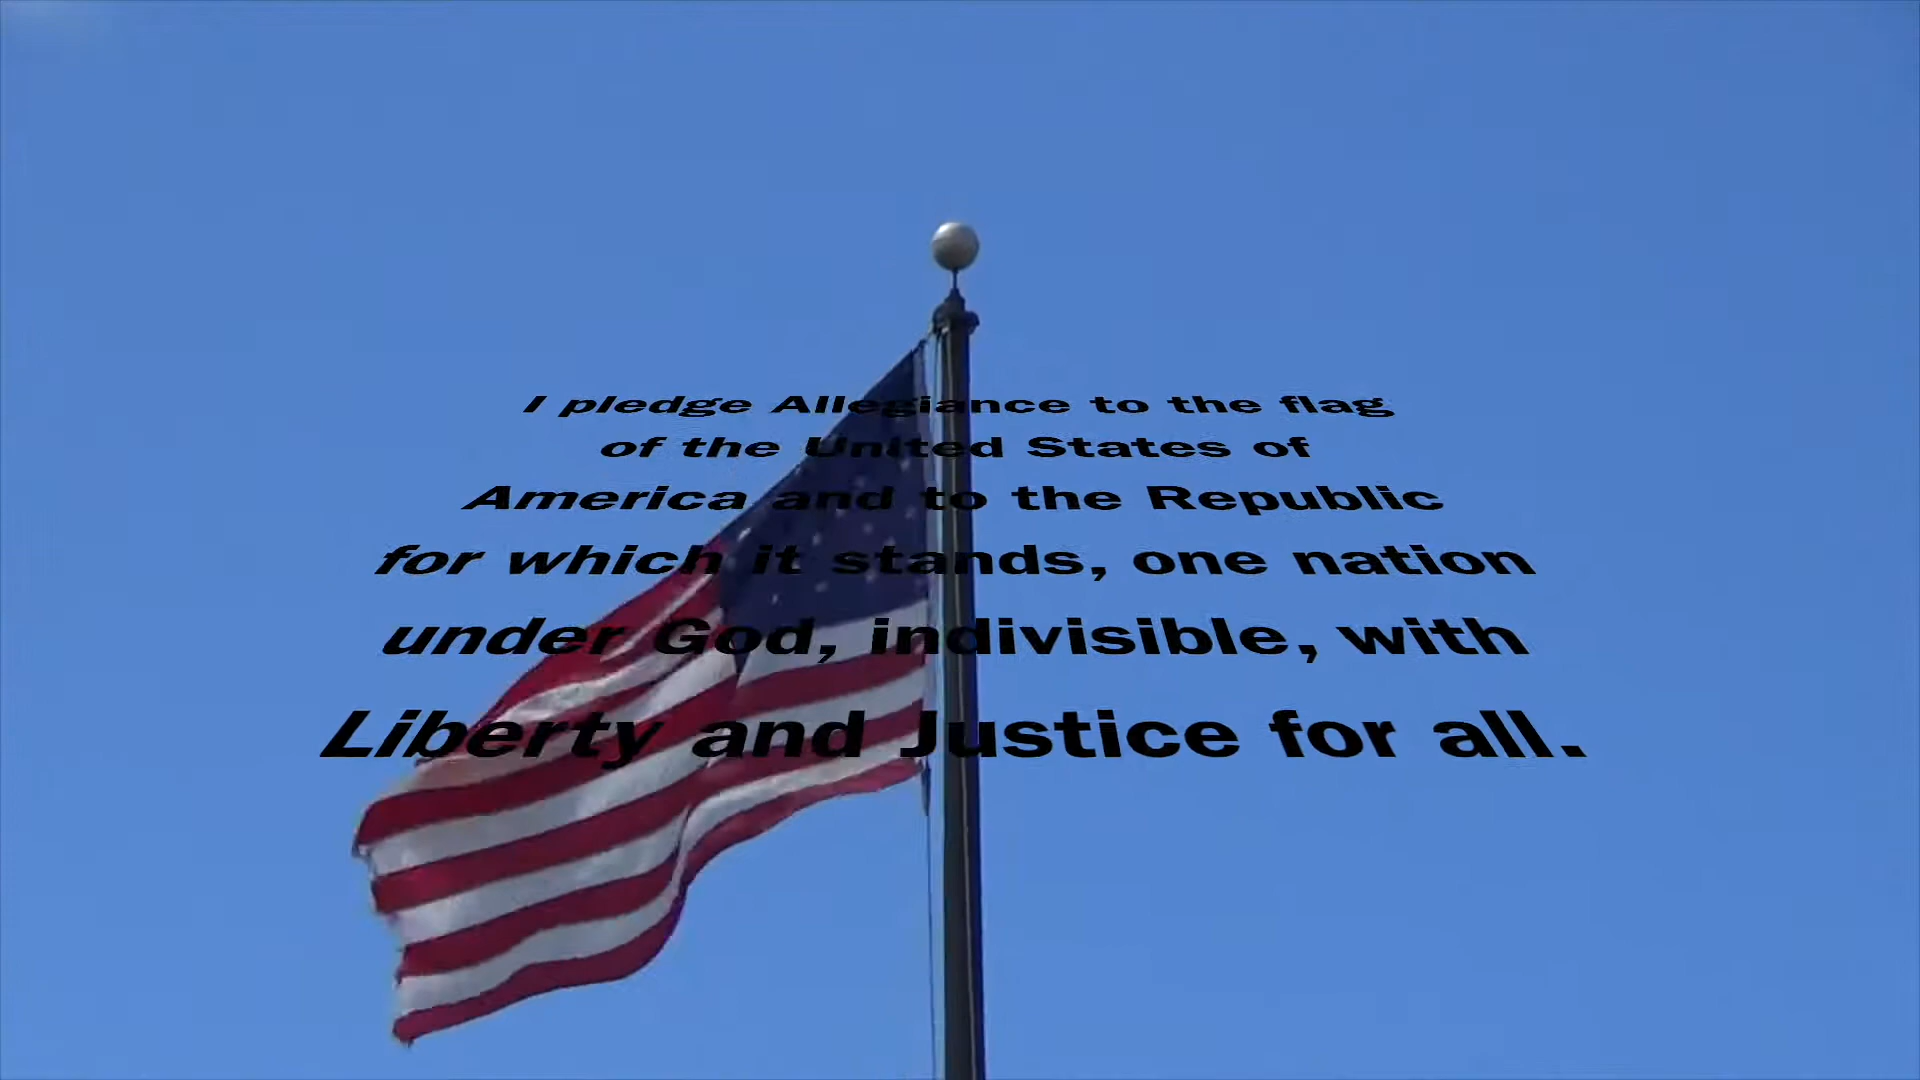 I pledge Allegiance to the flag
of the United States of
America and to the Republic
for which it stands, one nation
under God, indivisible, with
Liberty and Justice for all.